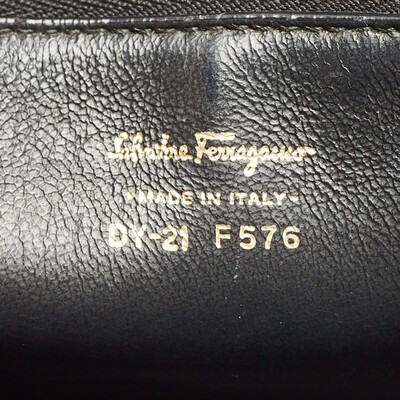 Salvatore Ferragamo
•MADE IN ITALY•
DY-21 F576